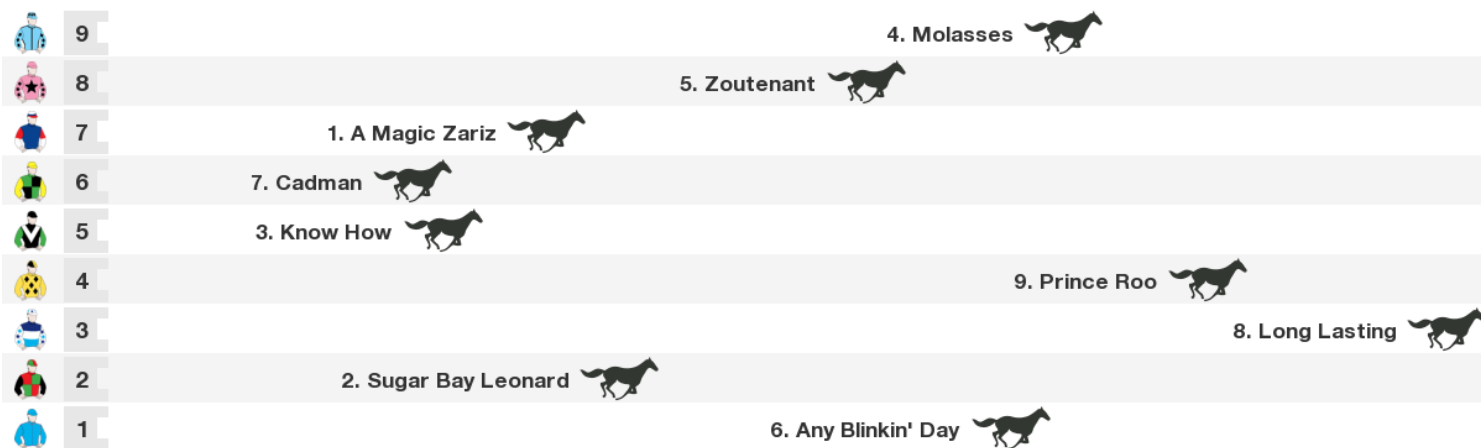 9 4. Molasses
8 5. Zoutenant
7 1. A Magic Zariz
6 7. Cadman
5 3. Know How
4 9. Prince Roo
3 8. Long Lasting
2 2. Sugar Bay Leonard
1 6. Any Blinkin' Day